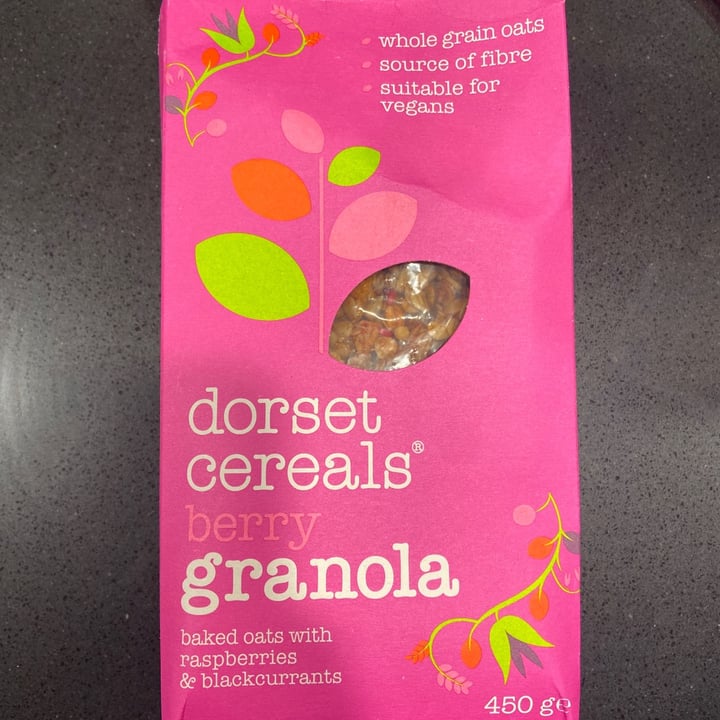 whole grain oats
source of fibre
suitable for
vegans
dorset
cereals®
berry
granola
baked oats with
raspberries
& blackcurrants
450 g℮